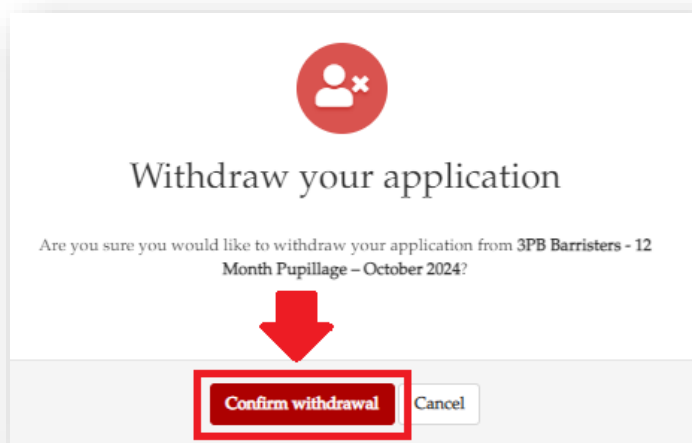 Withdraw your application
Are you sure you would like to withdraw your application from 3PB Barristers - 12
Month Pupillage – October 2024?
Confirm withdrawal Cancel